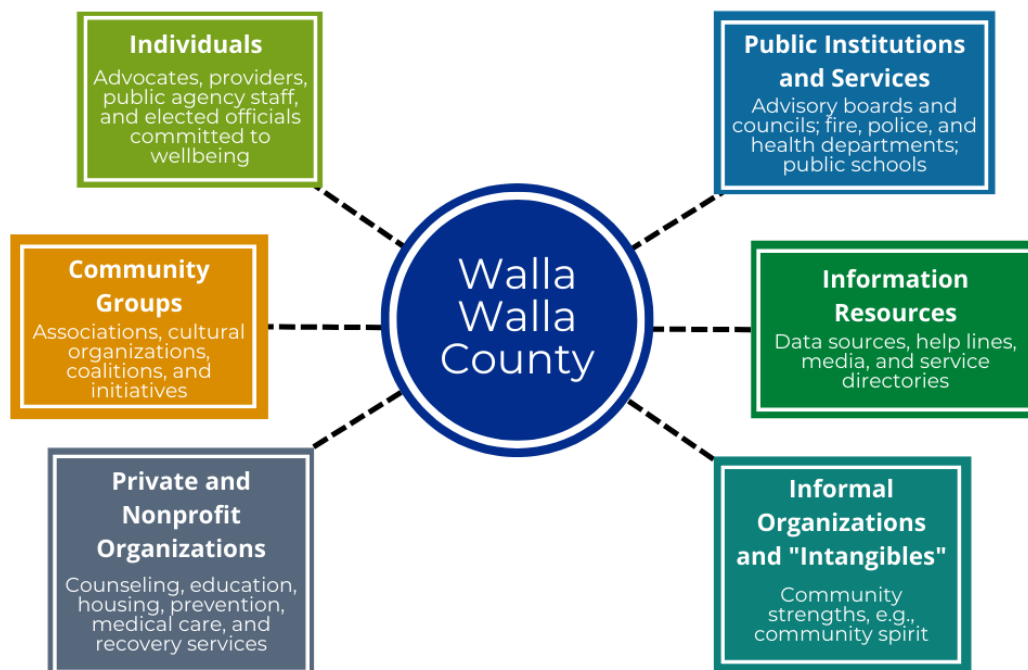 Individuals
Advocates, providers,
public agency staff,
and elected officials
committed to
wellbeing
Public Institutions
and Services
Advisory boards and
councils; fire, police, and
health departments;
public schools
Community
Groups
Associations, cultural
organizations,
coalitions, and
initiatives
Walla
Walla
County
Information
Resources
Data sources, help lines,
media, and service
directories
Private and
Nonprofit
Organizations
Counseling, education,
housing, prevention,
medical care, and
recovery services
Informal
Organizations
and "Intangibles"
Community
strengths, e.g.,
community spirit